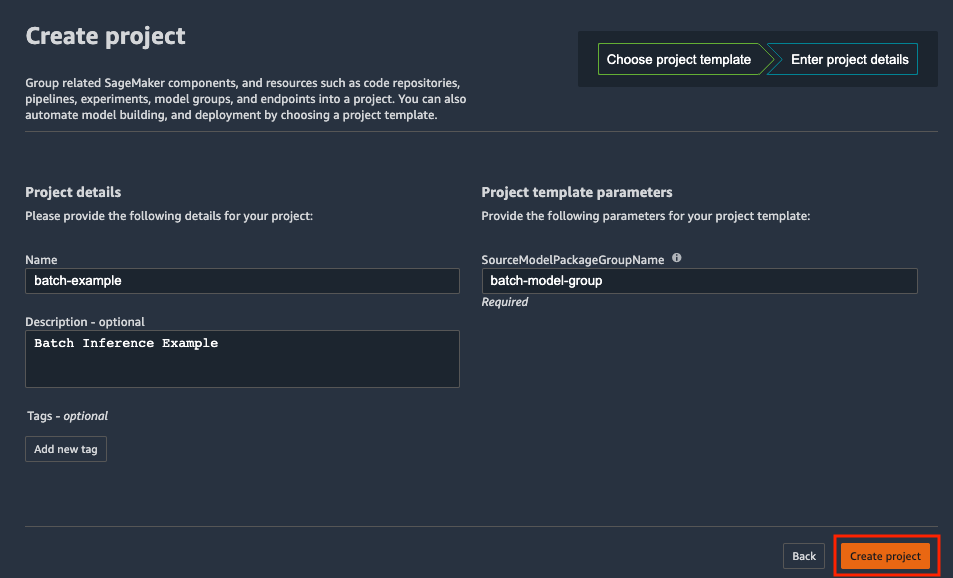 Create project
Choose project template
Enter project details
Group related SageMaker components, and resources such as code repositories,
pipelines, experiments, model groups, and endpoints into a project. You can also
automate model building, and deployment by choosing a project template.
Project details
Please provide the following details for your project:
Name
batch-example
Description - optional
Batch Inference Example
Tags - optional
Add new tag
Project template parameters
Provide the following parameters for your project template:
SourceModelPackageGroupName
batch-model-group
Required
Back
Create project